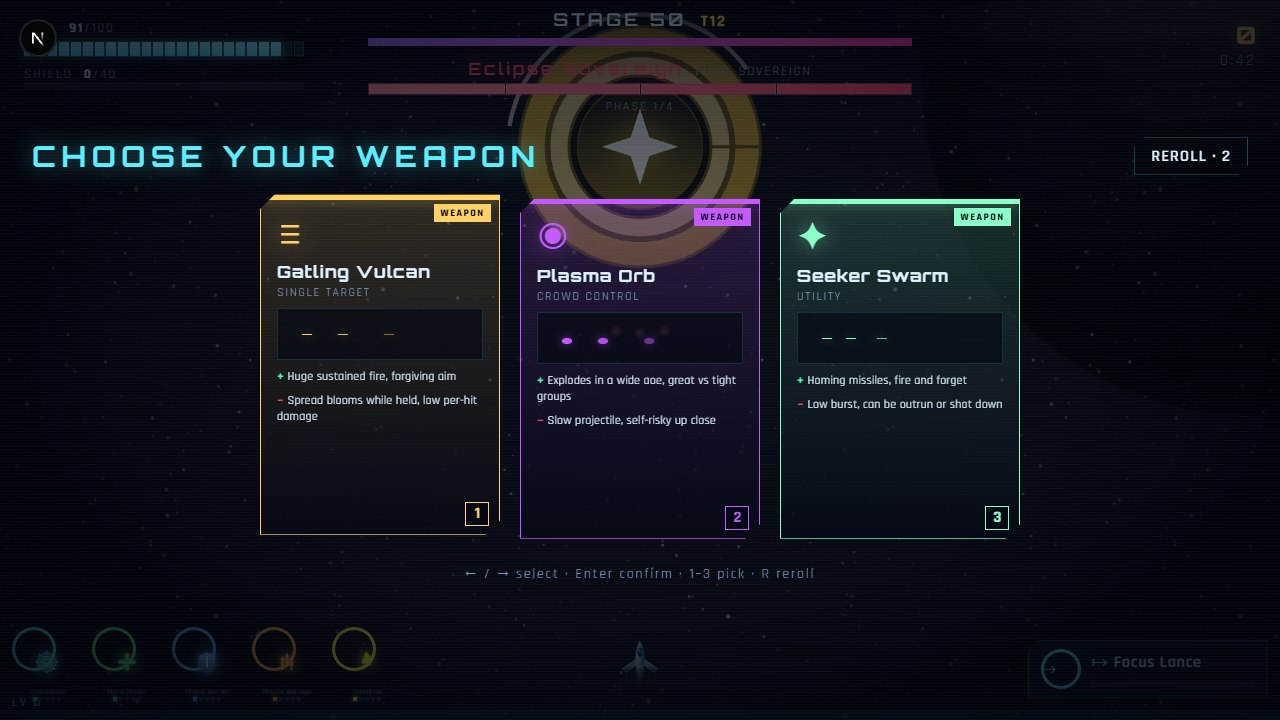 STAGE 50 T12
N
91/100
SHIELD 0/40
0:42
Eclipse Sovereign FINAL SOVEREIGN
PHASE 1/4
CHOOSE YOUR WEAPON
REROLL · 2
WEAPON
Gatling Vulcan
SINGLE TARGET
+ Huge sustained fire, forgiving aim
− Spread blooms while held, low per-hit
damage
1
WEAPON
Plasma Orb
CROWD CONTROL
+ Explodes in a wide aoe, great vs tight
groups
− Slow projectile, self-risky up close
2
WEAPON
Seeker Swarm
UTILITY
+ Homing missiles, fire and forget
− Low burst, can be outrun or shot down
3
← / → select · Enter confirm · 1–3 pick · R reroll
↦ Focus Lance
LV 0